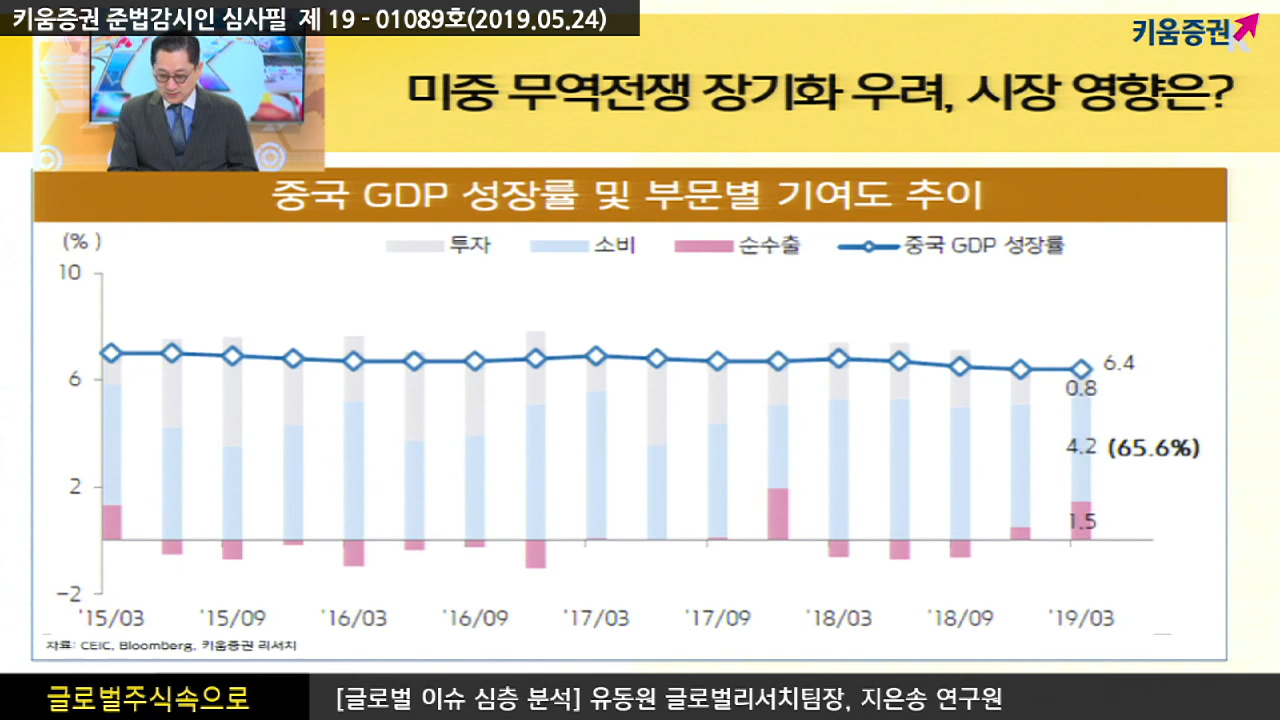 키움증권 준법감시인 심사필 제 19 - 01089호(2019.05.24)
키움증권
미중 무역전쟁 장기화 우려, 시장 영향은?
중국 GDP 성장률 및 부문별 기여도 추이
(% )
투자 소비 순수출 중국 GDP 성장률
10
6
2
-2
6.4
0.8
4.2 (65.6%)
1.5
'15/03 '15/09 '16/03 '16/09 '17/03 '17/09 '18/03 '18/09 '19/03
자료: CEIC, Bloomberg, 키움증권 리서치
글로벌주식속으로
[글로벌 이슈 심층 분석] 유동원 글로벌리서치팀장, 지은송 연구원